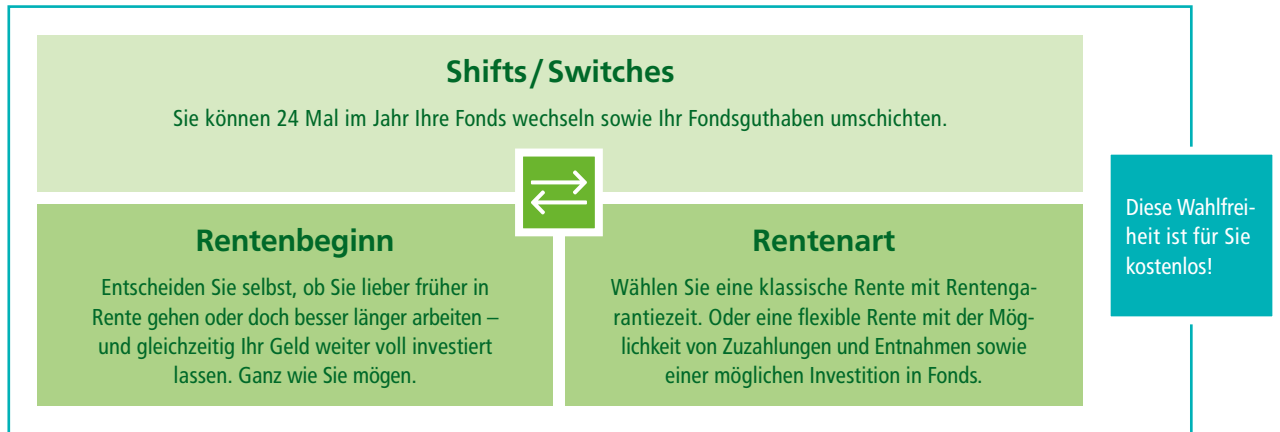 Shifts / Switches
Sie können 24 Mal im Jahr Ihre Fonds wechseln sowie Ihr Fondsguthaben umschichten.
Rentenbeginn
Entscheiden Sie selbst, ob Sie lieber früher in
Rente gehen oder doch besser länger arbeiten –
und gleichzeitig Ihr Geld weiter voll investiert
lassen. Ganz wie Sie mögen.
Rentenart
Wählen Sie eine klassische Rente mit Rentenga-
rantiezeit. Oder eine flexible Rente mit der Mög-
lichkeit von Zuzahlungen und Entnahmen sowie
einer möglichen Investition in Fonds.
Diese Wahlfrei-
heit ist für Sie
kostenlos!